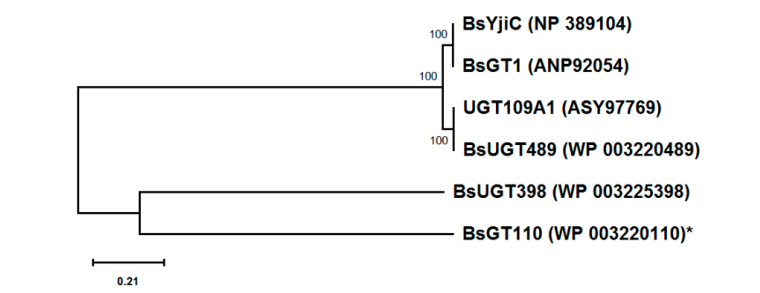 BsYjiC (NP 389104)
100
BsGT1 (ANP92054)
100
UGT109A1 (ASY97769)
100
BsUGT489 (WP 003220489)
BsUGT398 (WP 003225398)
BsGT110 (WP 003220110)*
0.21